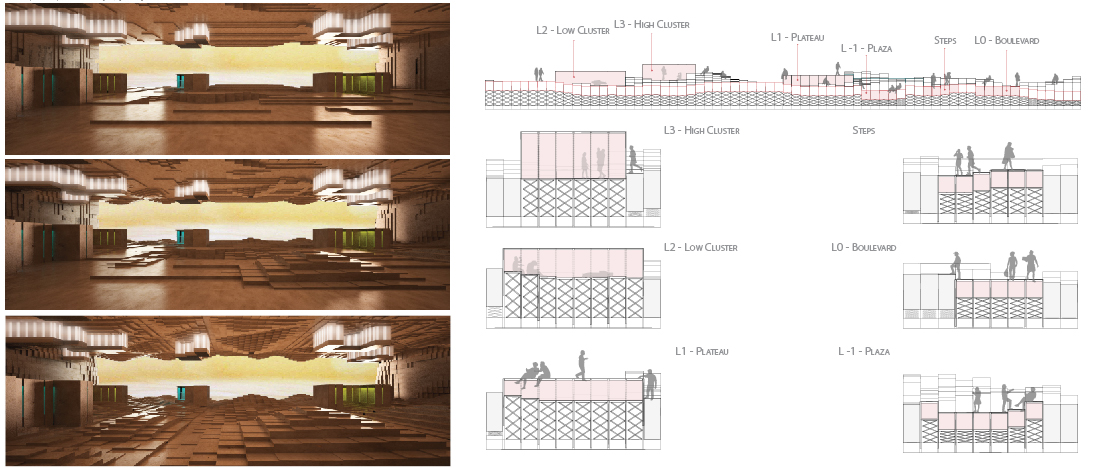 L2 - Low Cluster
L3 - High Cluster
L1 - Plateau
L -1 - Plaza
Steps
L0 - Boulevard
L3 - High Cluster
Steps
L2 - Low Cluster
L0 - Boulevard
L1 - Plateau
L -1 - Plaza